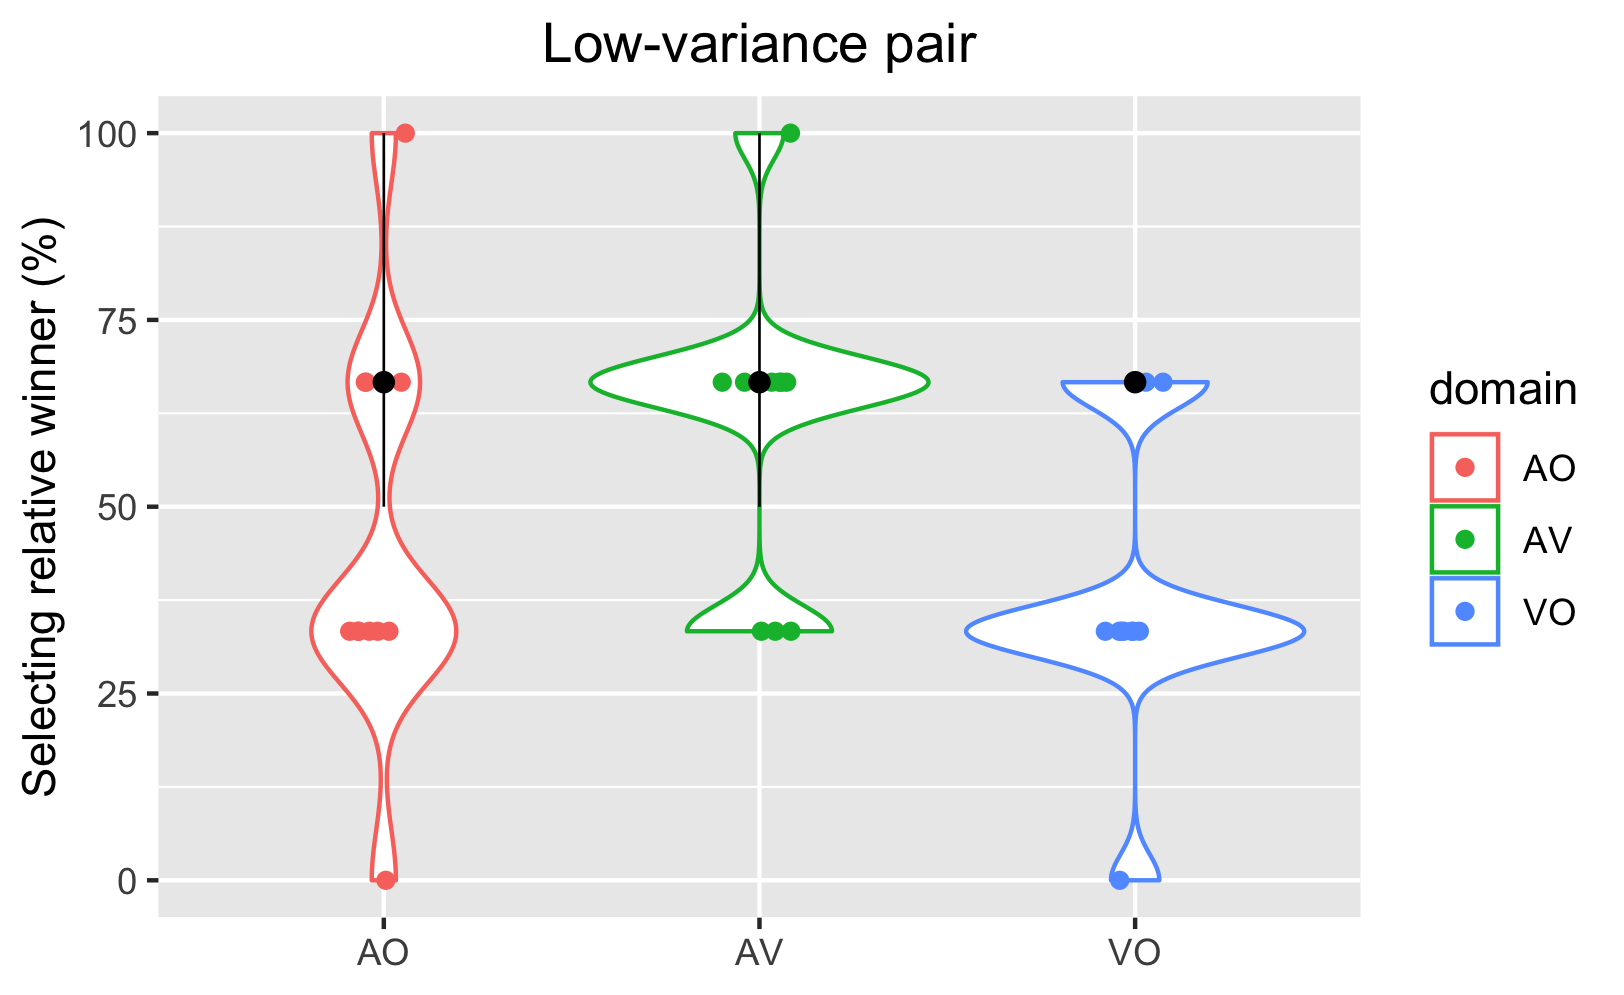 Low-variance pair
Selecting relative winner (%)
100
75
50
25
0
AO
AV
VO
domain
AO
AV
VO